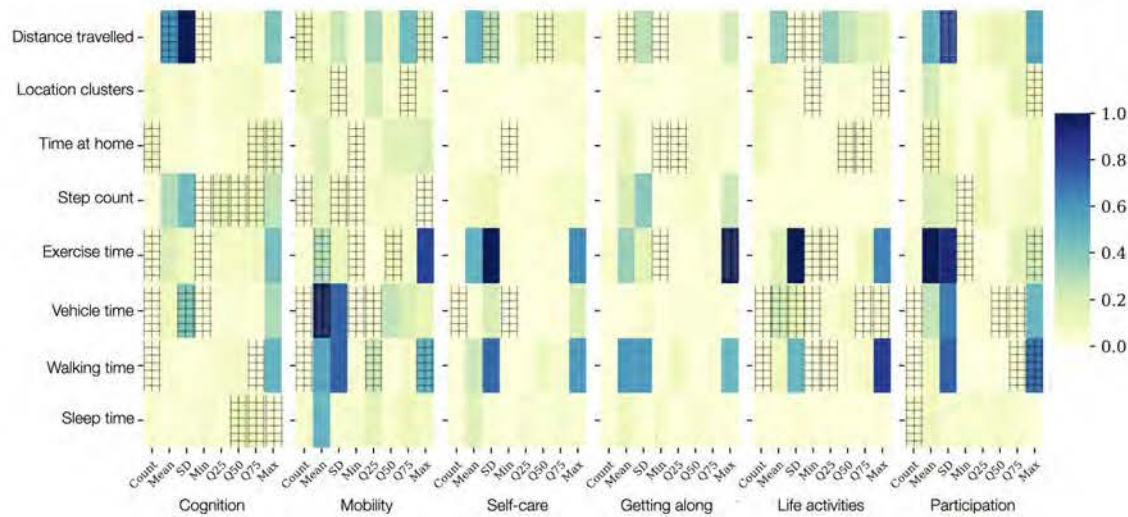 Distance travelled
Location clusters
Time at home
Step count
Exercise time
Vehicle time
Walking time
Sleep time
1.0
0.8
0.6
0.4
0.2
0.0
Count Mean SD Min Q25 Q50 Q75 Max
Count Mean SD Min Q25 Q50 Q75 Max
Count Mean SD Min Q25 Q50 Q75 Max
Count Mean SD Min Q25 Q50 Q75 Max
Count Mean SD Min Q25 Q50 Q75 Max
Count Mean SD Min Q25 Q50 Q75 Max
Cognition Mobility Self-care Getting along Life activities Participation